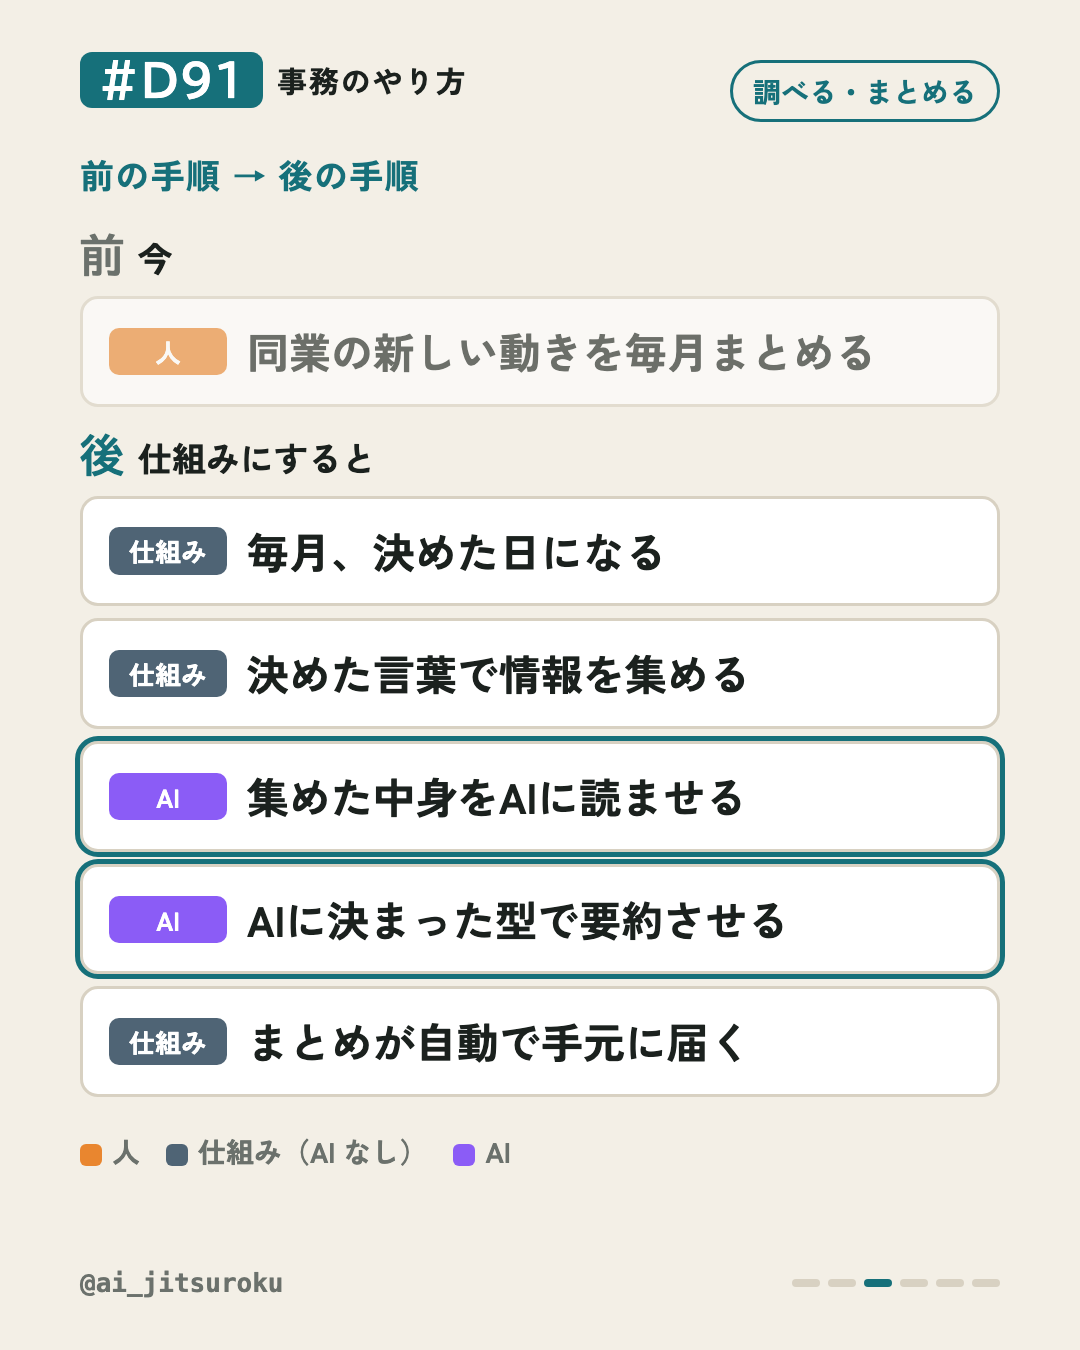 #D91 事務のやり方
調べる・まとめる
前の手順 → 後の手順
前 今
人 同業の新しい動きを毎月まとめる
後 仕組みにすると
仕組み 毎月、決めた日になる
仕組み 決めた言葉で情報を集める
AI 集めた中身をAIに読ませる
AI AIに決まった型で要約させる
仕組み まとめが自動で手元に届く
人 仕組み（AI なし） AI
@ai_jitsuroku